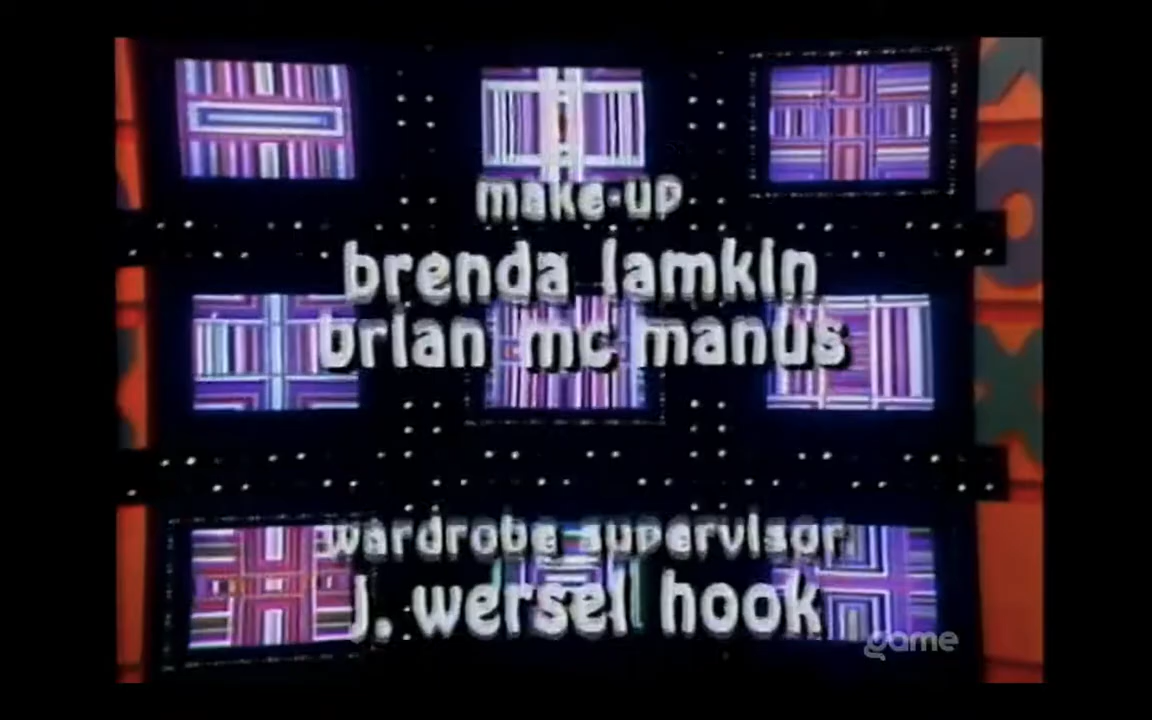 make-up
brenda lamkin
brian mc manus
wardrobe supervisor
j. wersel hook
game